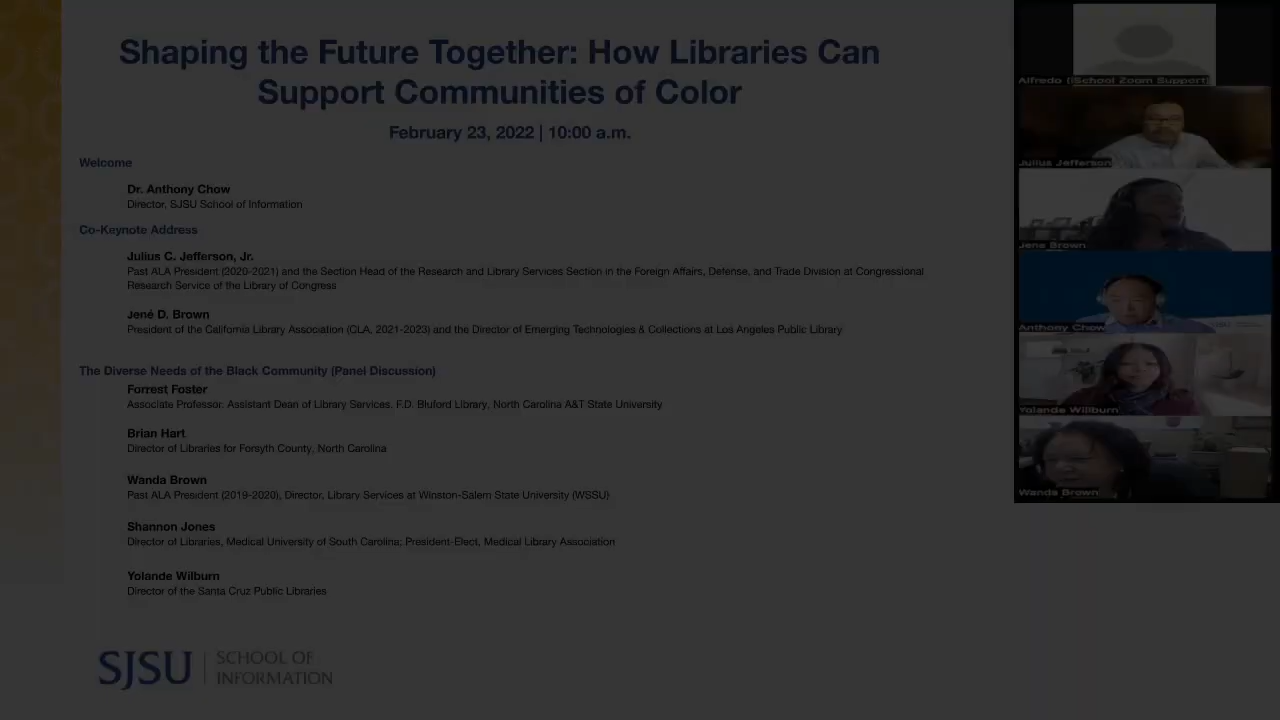 Shaping the Future Together: How Libraries Can
Support Communities of Color
February 23, 2022 | 10:00 a.m.
Welcome
Dr. Anthony Chow
Director, SJSU School of Information
Co-Keynote Address
Julius C. Jefferson, Jr.
Past ALA President (2020-2021) and the Section Head of the Research and Library Services Section in the Foreign Affairs, Defense, and Trade Division at Congressional
Research Service of the Library of Congress
Jené D. Brown
President of the California Library Association (CLA, 2021-2023) and the Director of Emerging Technologies & Collections at Los Angeles Public Library
The Diverse Needs of the Black Community (Panel Discussion)
Forrest Foster
Associate Professor. Assistant Dean of Library Services. F.D. Bluford Library, North Carolina A&T State University
Brian Hart
Director of Libraries for Forsyth County, North Carolina
Wanda Brown
Past ALA President (2019-2020), Director, Library Services at Winston-Salem State University (WSSU)
Shannon Jones
Director of Libraries, Medical University of South Carolina; President-Elect, Medical Library Association
Yolande Wilburn
Director of the Santa Cruz Public Libraries
SJSU
SCHOOL OF
INFORMATION
Alfredo (iSchool Zoom Support)
Julius Jefferson
Jene Brown
Anthony Chow
Yolande Wilburn
Wanda Brown